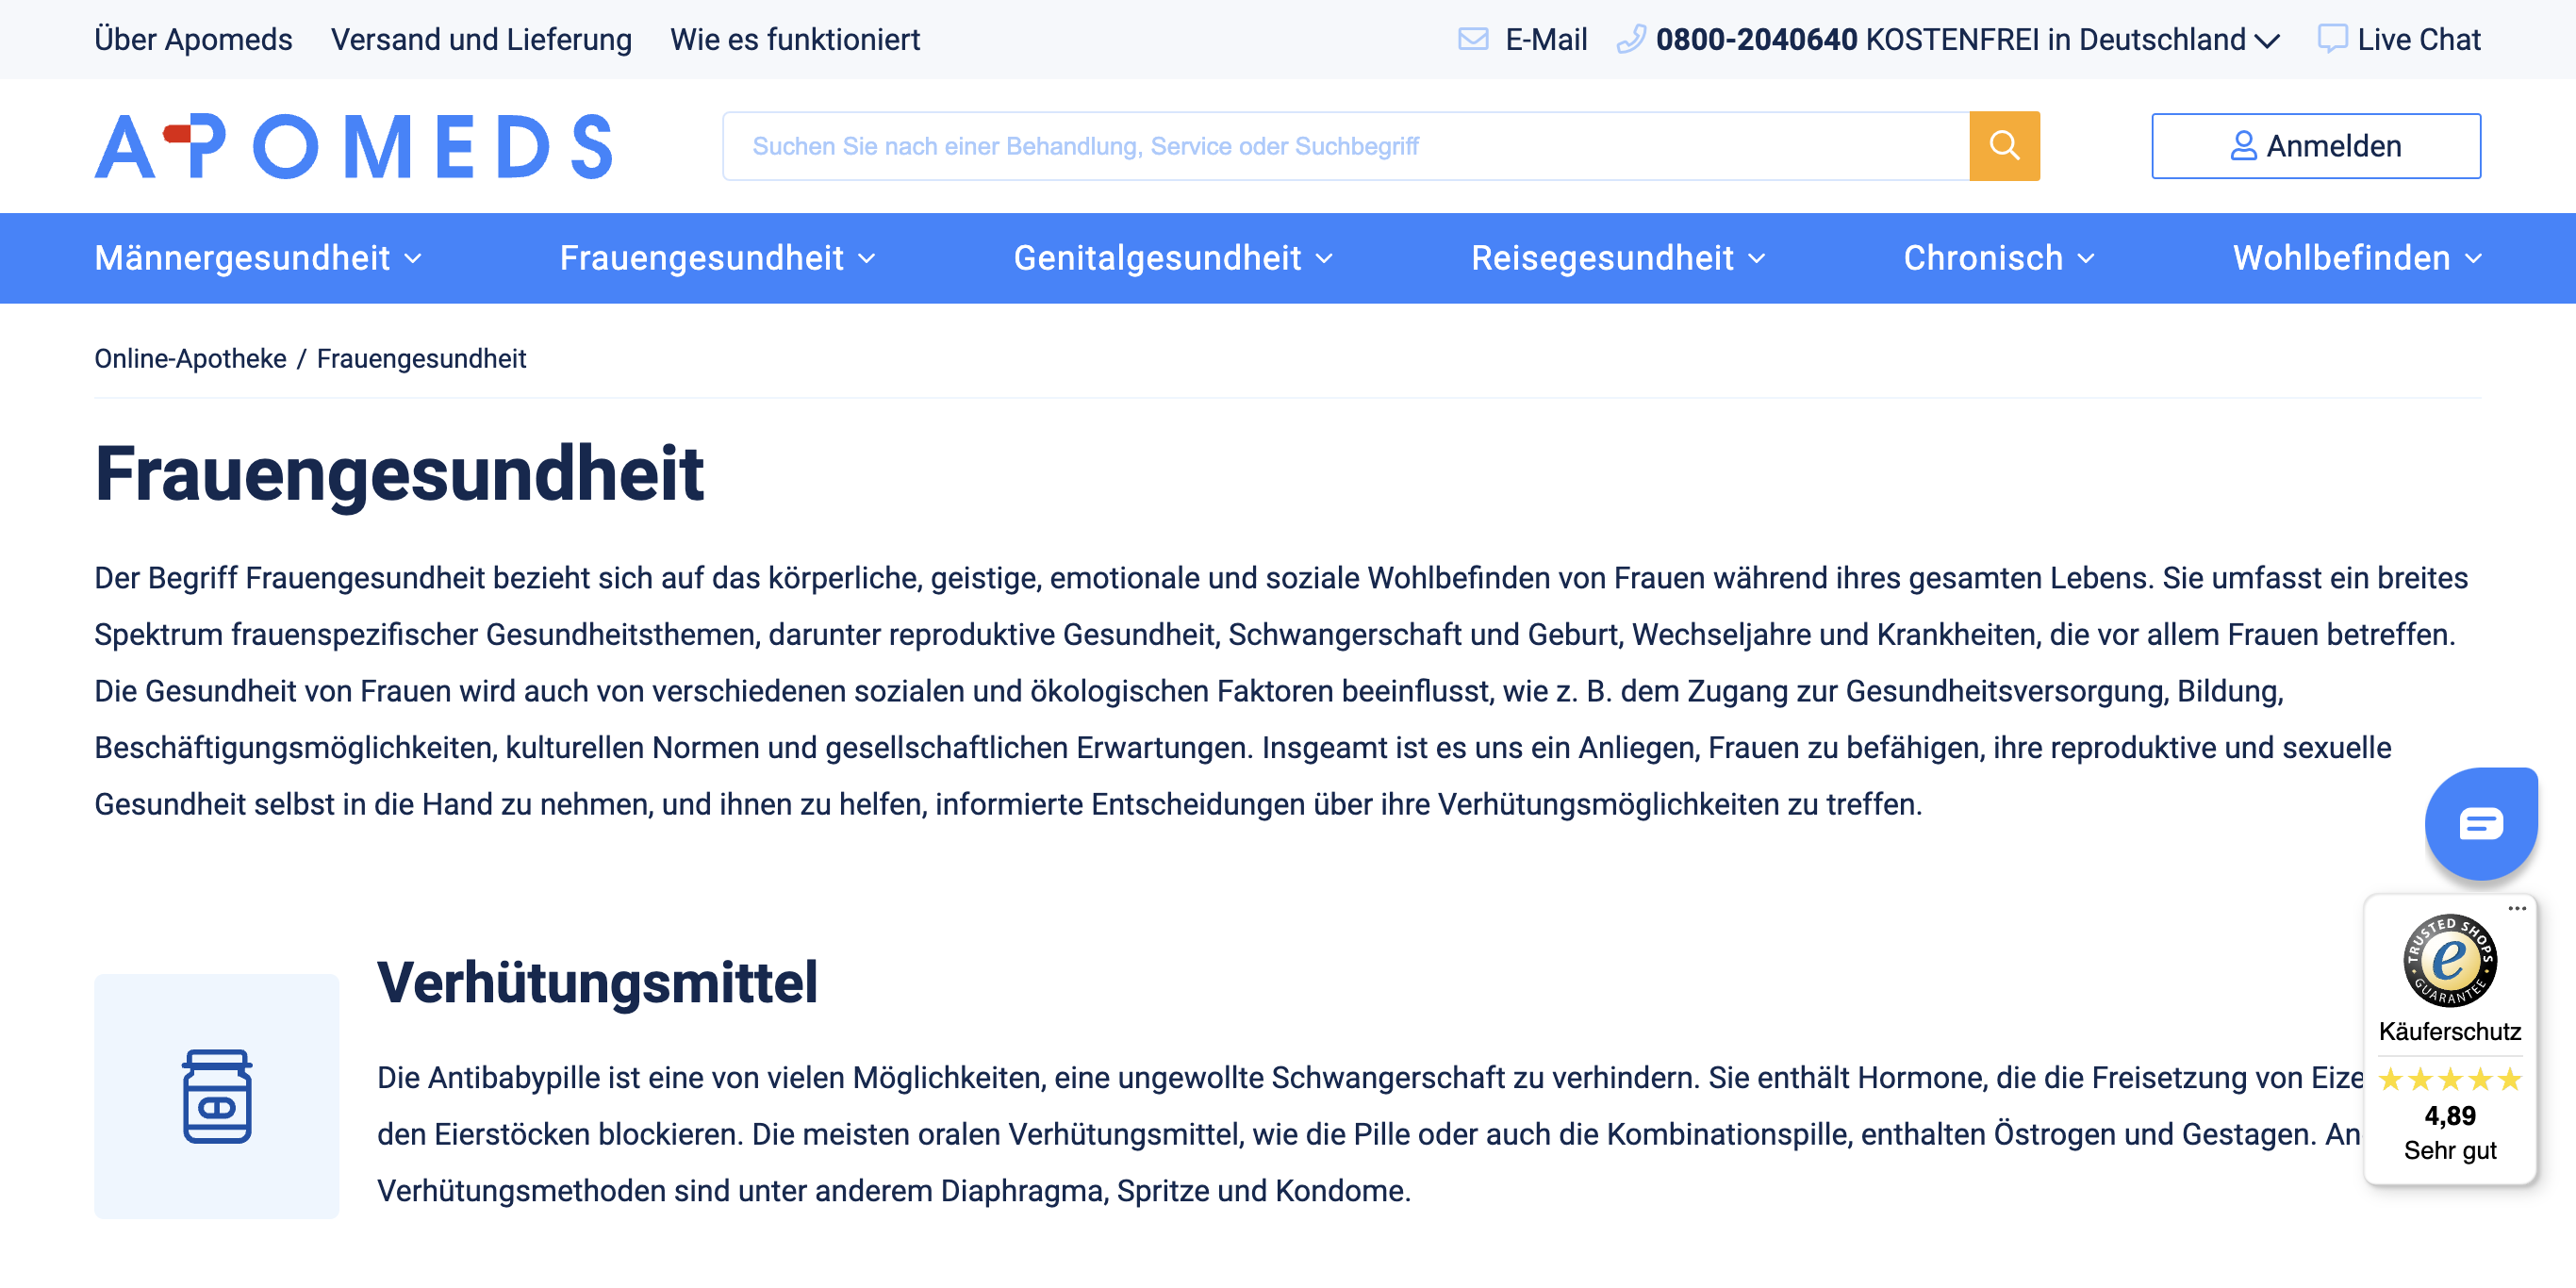 Über Apomeds Versand und Lieferung Wie es funktioniert E-Mail 0800-2040640 KOSTENFREI in Deutschland Live Chat
APOMEDS Suchen Sie nach einer Behandlung, Service oder Suchbegriff Anmelden
Männergesundheit Frauengesundheit Genitalgesundheit Reisegesundheit Chronisch Wohlbefinden
Online-Apotheke / Frauengesundheit
Frauengesundheit
Der Begriff Frauengesundheit bezieht sich auf das körperliche, geistige, emotionale und soziale Wohlbefinden von Frauen während ihres gesamten Lebens. Sie umfasst ein breites
Spektrum frauenspezifischer Gesundheitsthemen, darunter reproduktive Gesundheit, Schwangerschaft und Geburt, Wechseljahre und Krankheiten, die vor allem Frauen betreffen.
Die Gesundheit von Frauen wird auch von verschiedenen sozialen und ökologischen Faktoren beeinflusst, wie z. B. dem Zugang zur Gesundheitsversorgung, Bildung,
Beschäftigungsmöglichkeiten, kulturellen Normen und gesellschaftlichen Erwartungen. Insgeamt ist es uns ein Anliegen, Frauen zu befähigen, ihre reproduktive und sexuelle
Gesundheit selbst in die Hand zu nehmen, und ihnen zu helfen, informierte Entscheidungen über ihre Verhütungsmöglichkeiten zu treffen.
Verhütungsmittel
Die Antibabypille ist eine von vielen Möglichkeiten, eine ungewollte Schwangerschaft zu verhindern. Sie enthält Hormone, die die Freisetzung von
den Eierstöcken blockieren. Die meisten oralen Verhütungsmittel, wie die Pille oder auch die Kombinationspille, enthalten Östrogen und Gestagen.
Verhütungsmethoden sind unter anderem Diaphragma, Spritze und Kondome.
TRUSTED SHOPS
e
GUARANTEE
Käuferschutz
4,89
Sehr gut